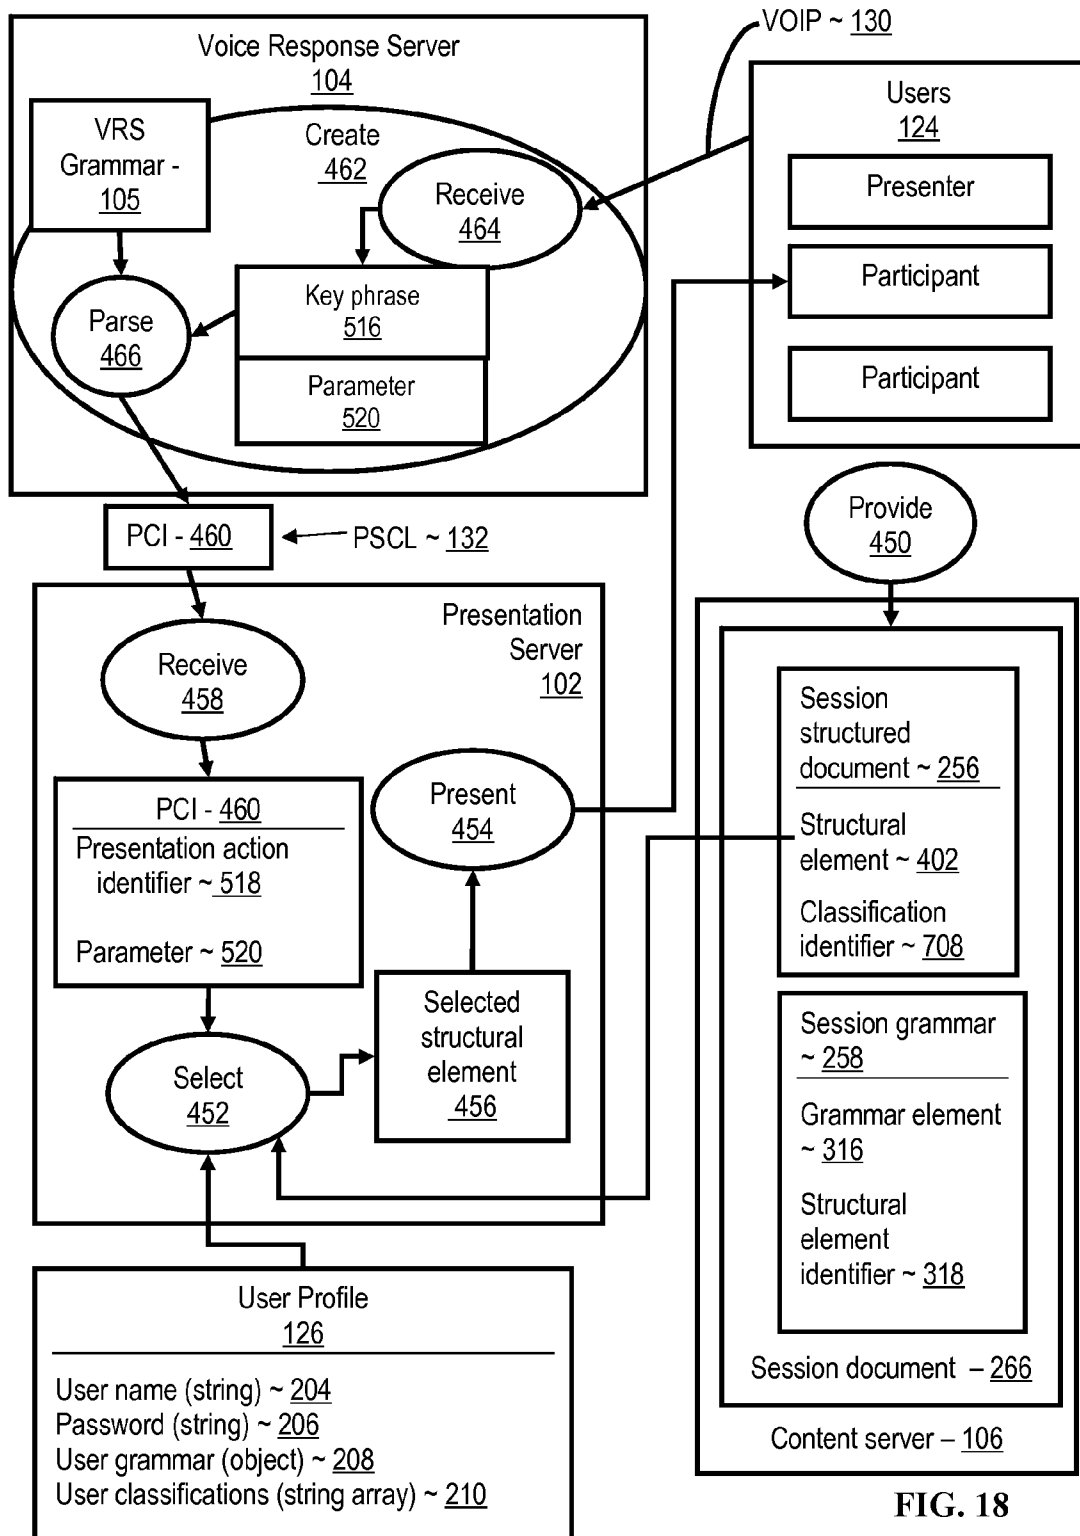 VOIP ~ 130
Voice Response Server
104
VRS
Grammar -
105
Create
462
Receive
464
Key phrase
516
Parameter
520
Parse
466
Users
124
Presenter
Participant
Participant
PCI - 460
PSCL ~ 132
Provide
450
Presentation
Server
102
Receive
458
PCI - 460
Presentation action
identifier ~ 518
Parameter ~ 520
Present
454
Select
452
Selected
structural
element
456
Session
structured
document ~ 256
Structural
element ~ 402
Classification
identifier ~ 708
Session grammar
~ 258
Grammar element
~ 316
Structural
element
identifier ~ 318
Session document – 266
Content server – 106
User Profile
126
User name (string) ~ 204
Password (string) ~ 206
User grammar (object) ~ 208
User classifications (string array) ~ 210
FIG. 18